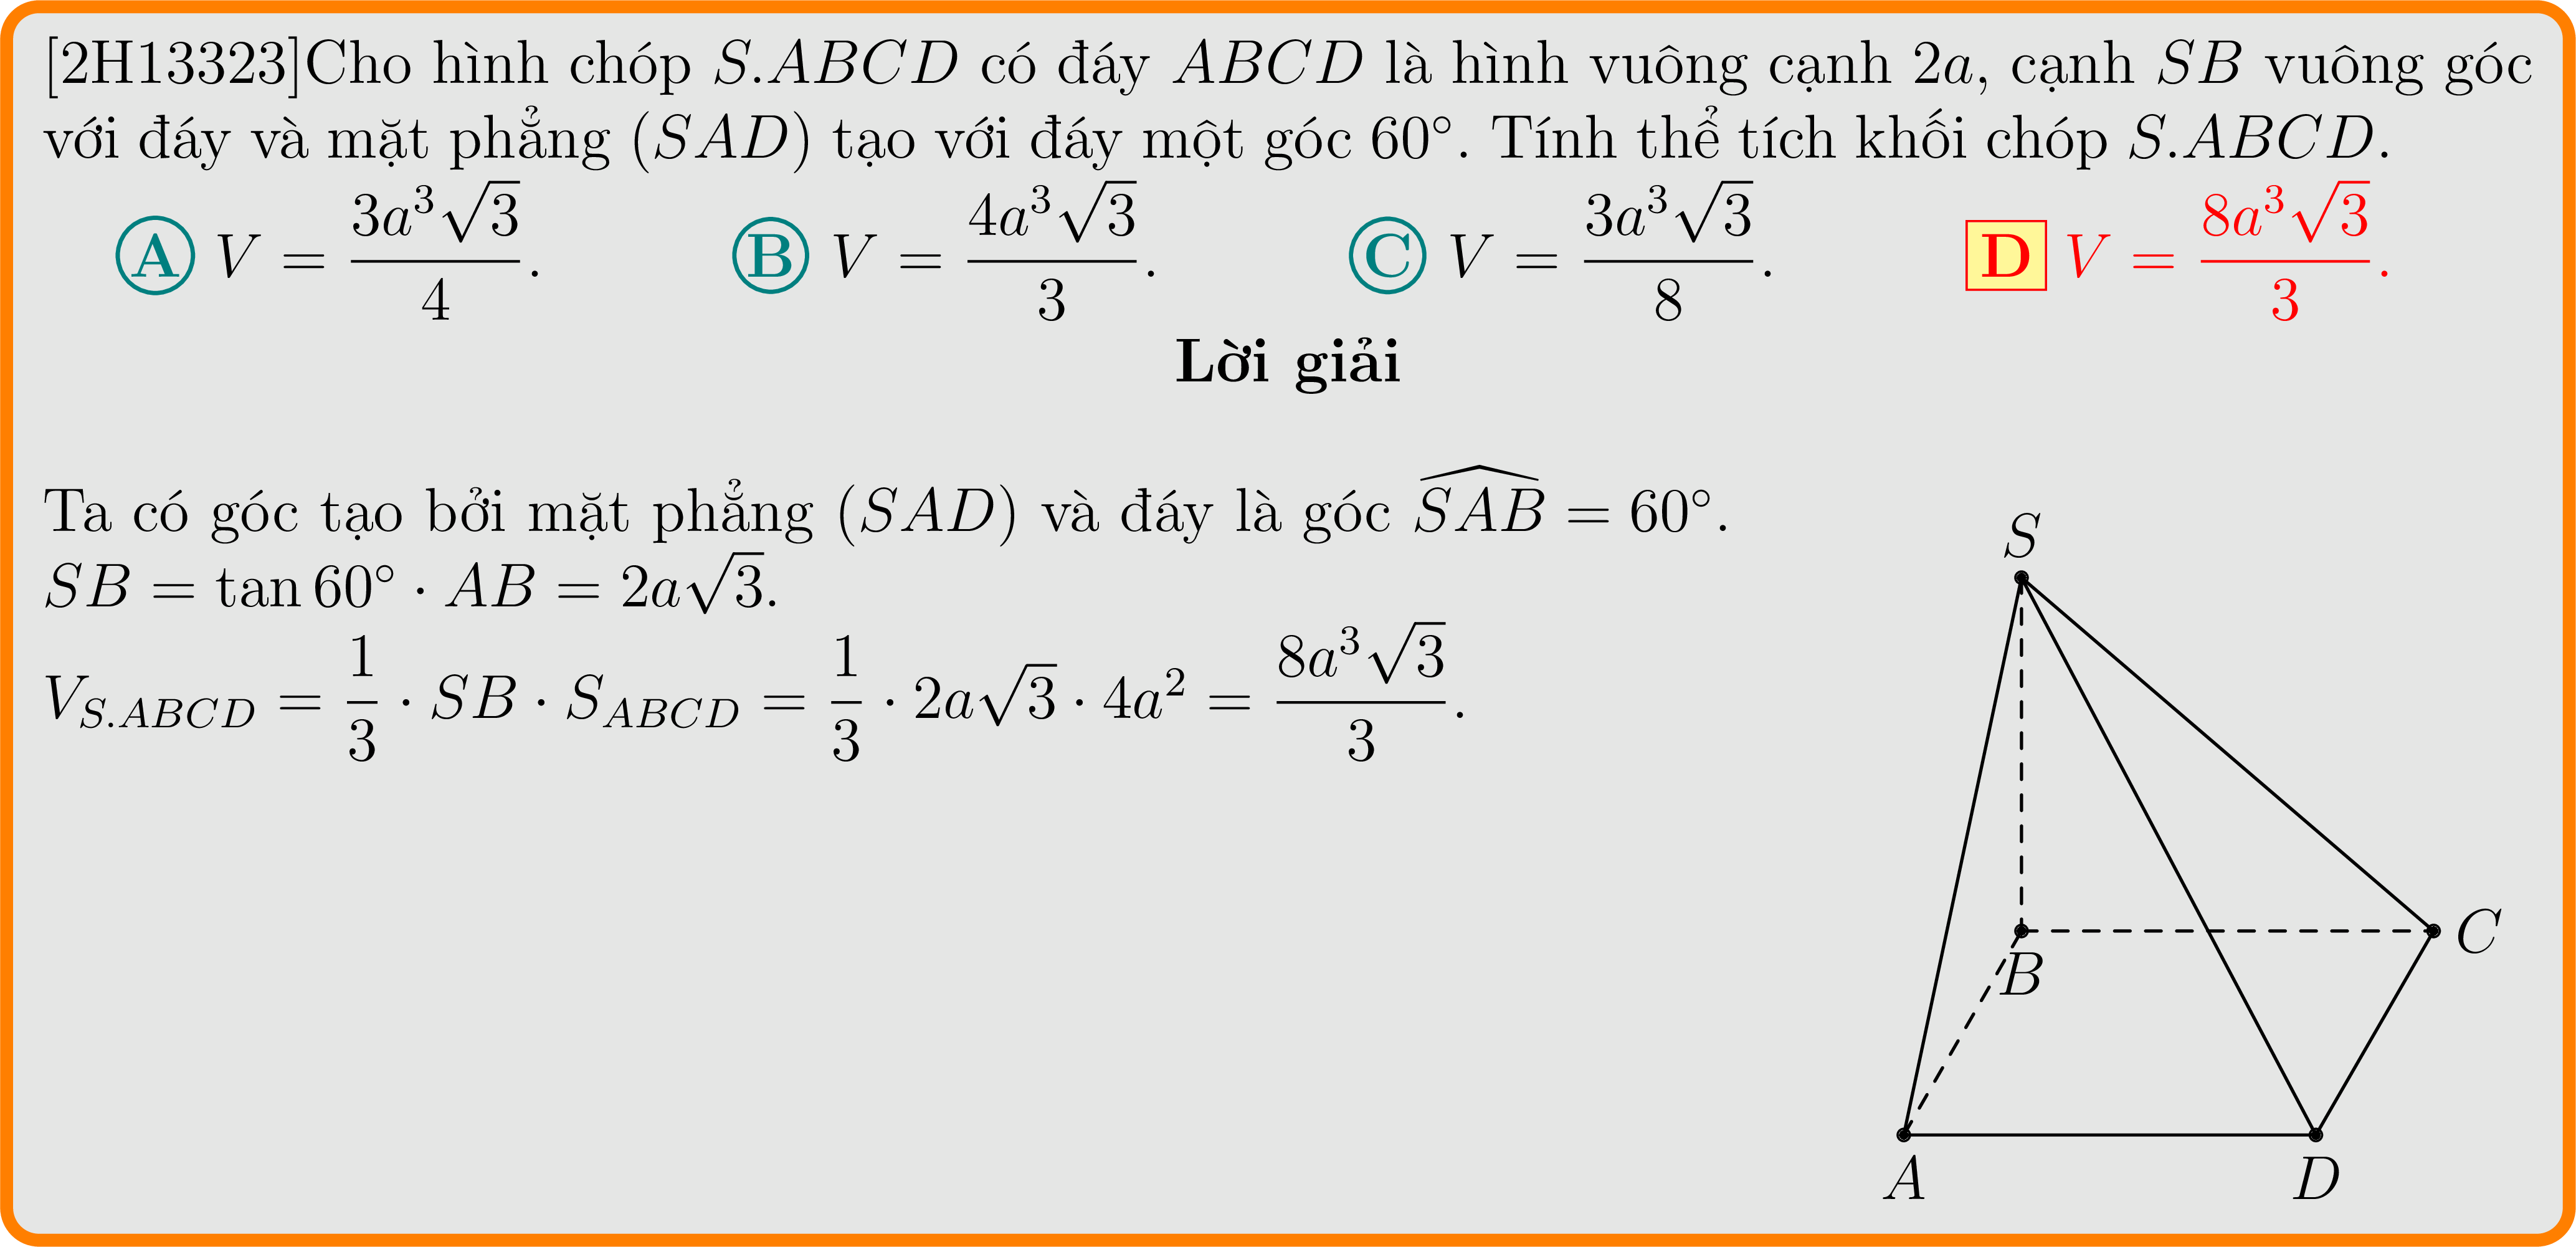 [2H13323]Cho hình chóp S.ABCD có đáy ABCD là hình vuông cạnh 2a, cạnh SB vuông góc
với đáy và mặt phẳng (SAD) tạo với đáy một góc 60°. Tính thể tích khối chóp S.ABCD.
A V = \frac{3a^3\sqrt{3}}{4}. B V = \frac{4a^3\sqrt{3}}{3}. C V = \frac{3a^3\sqrt{3}}{8}. D V = \frac{8a^3\sqrt{3}}{3}.
Lời giải
Ta có góc tạo bởi mặt phẳng (SAD) và đáy là góc \widehat{SAB} = 60°.
SB = tan 60° · AB = 2a\sqrt{3}.
V_{S.ABCD} = \frac{1}{3} · SB · S_{ABCD} = \frac{1}{3} · 2a\sqrt{3} · 4a^2 = \frac{8a^3\sqrt{3}}{3}.
S
C
B
A
D